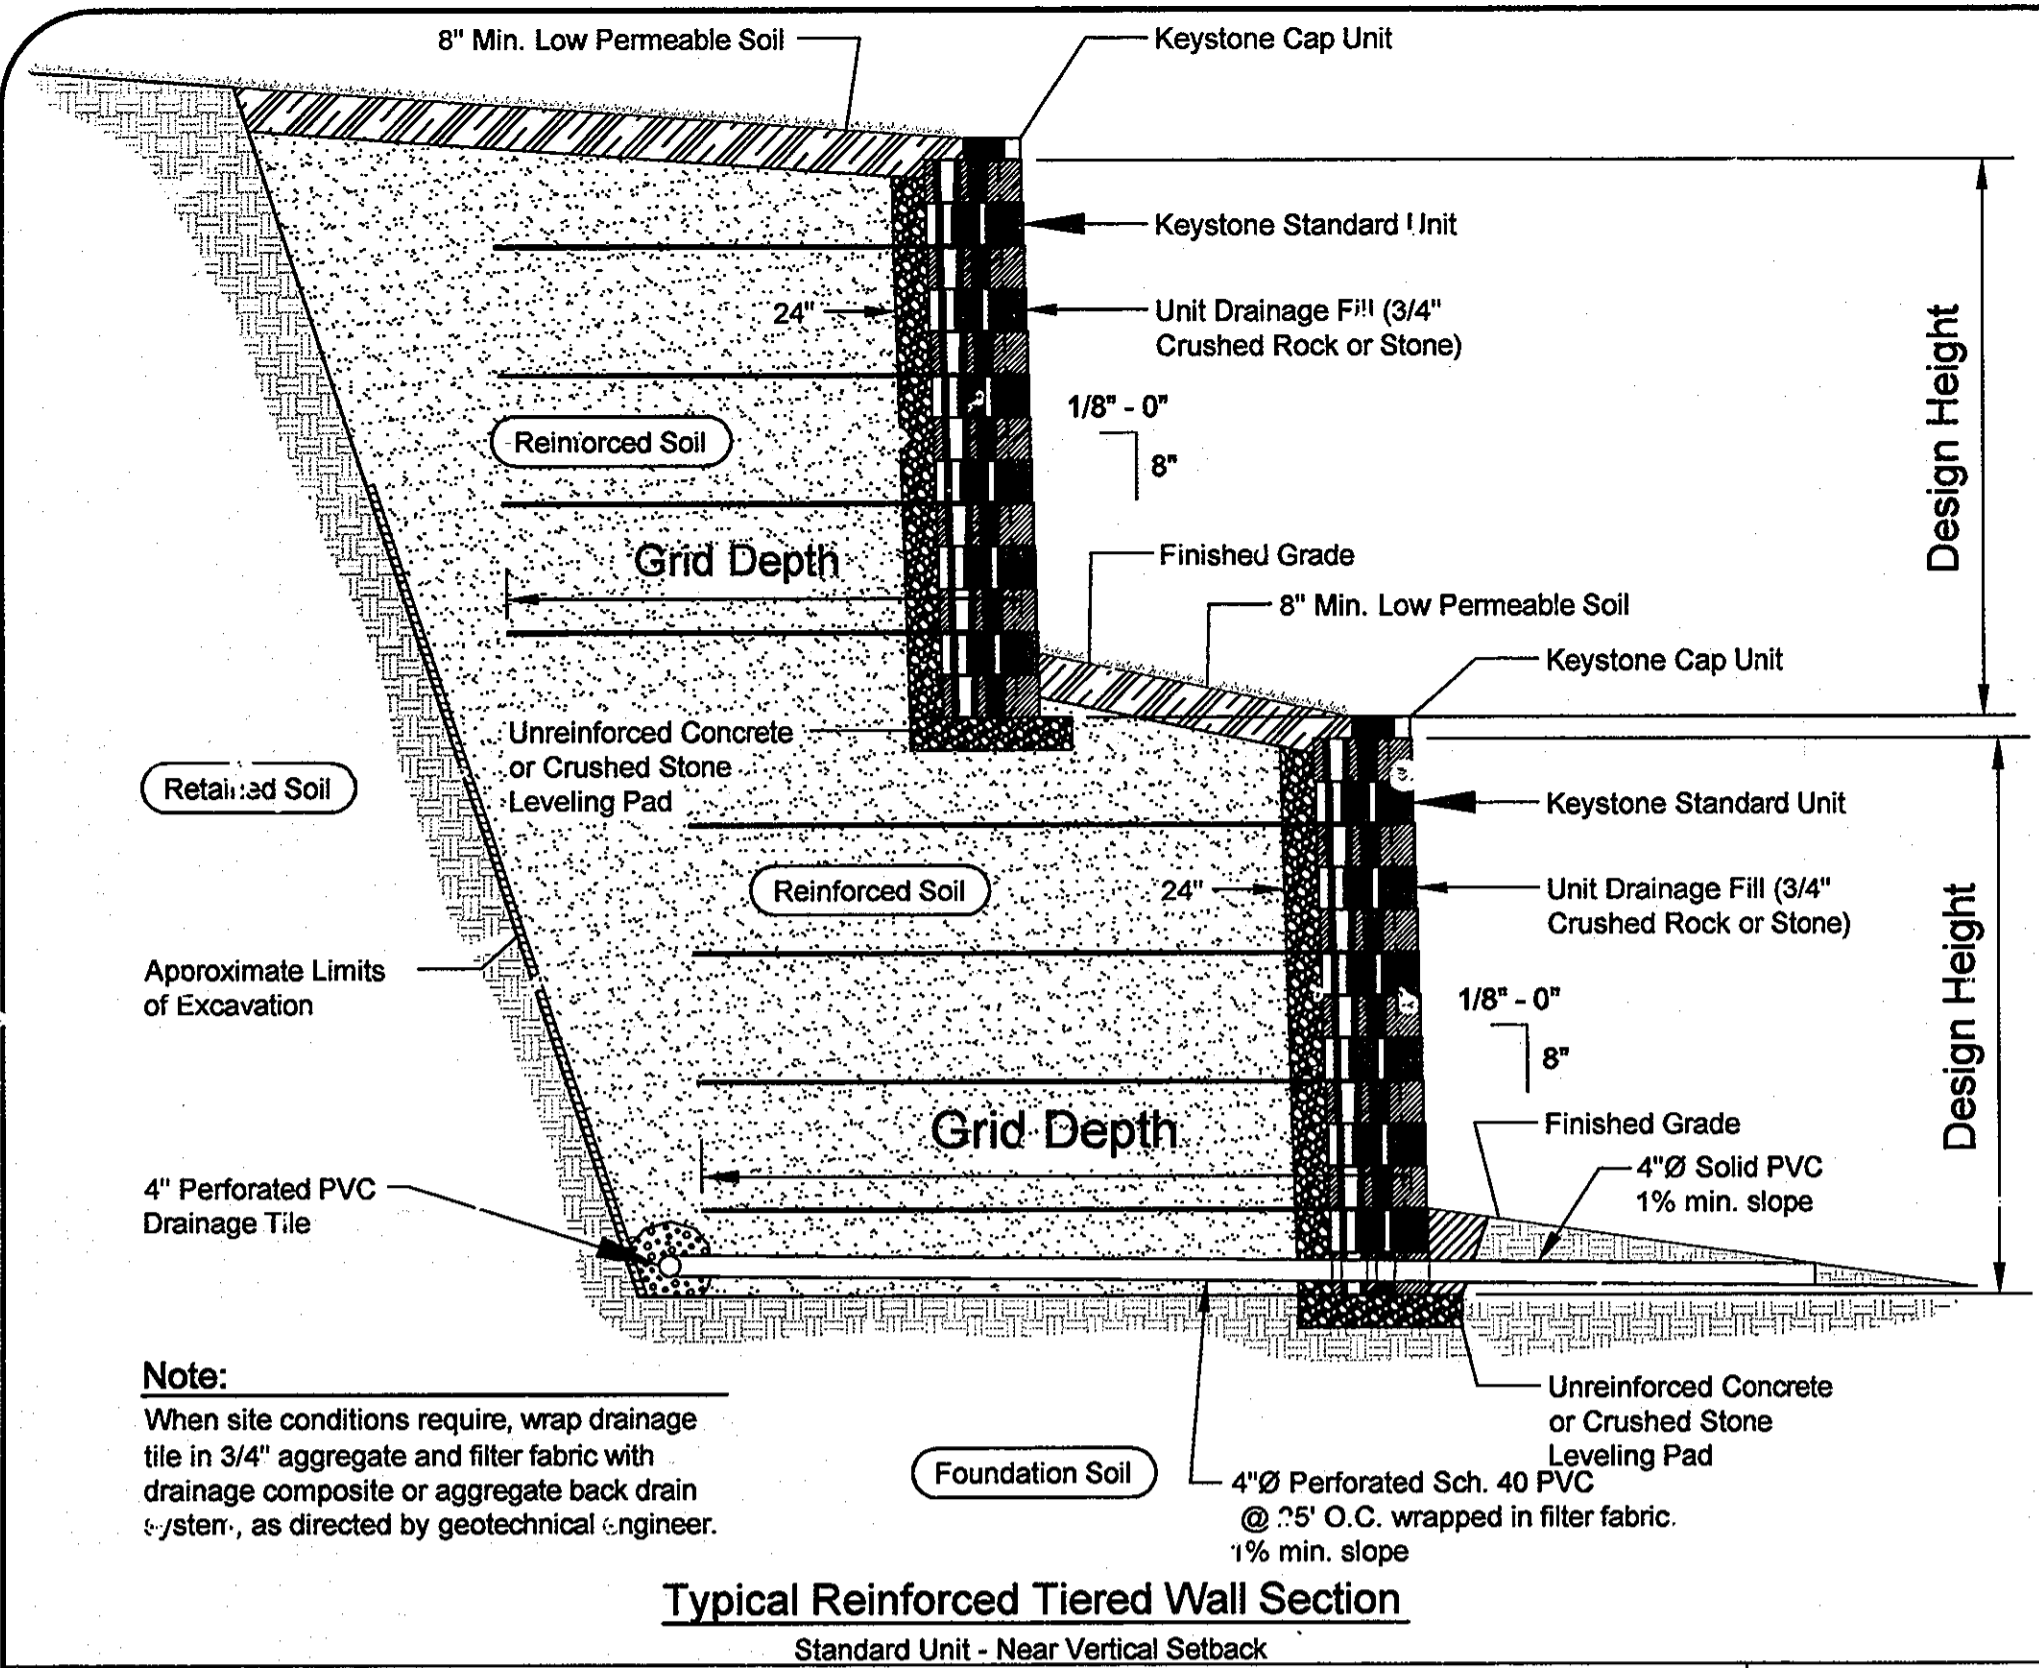 8" Min. Low Permeable Soil
Keystone Cap Unit
Keystone Standard Unit
24"
Unit Drainage Fill (3/4"
Crushed Rock or Stone)
1/8" - 0"
8"
Reinforced Soil
Design Height
Finished Grade
Grid Depth
8" Min. Low Permeable Soil
Keystone Cap Unit
Unreinforced Concrete
or Crushed Stone
Leveling Pad
Retained Soil
Keystone Standard Unit
Reinforced Soil
24"
Unit Drainage Fill (3/4"
Crushed Rock or Stone)
Design Height
Aporoximate Limits
of Excavation
1/8" - 0"
8"
Grid Depth
Finished Grade
4"Ø Solid PVC
1% min. slope
4" Perforated PVC
Drainage Tile
Note:
When site conditions require, wrap drainage
tile in 3/4" aggregate and filter fabric with
drainage composite or aggregate back drain
system, as directed by geotechnical engineer.
Unreinforced Concrete
or Crushed Stone
Leveling Pad
Foundation Soil
4"Ø Perforated Sch. 40 PVC
@ O.C. wrapped in filter fabric.
1% min. slope
Typical Reinforced Tiered Wall Section
Standard Unit - Near Vertical Setback